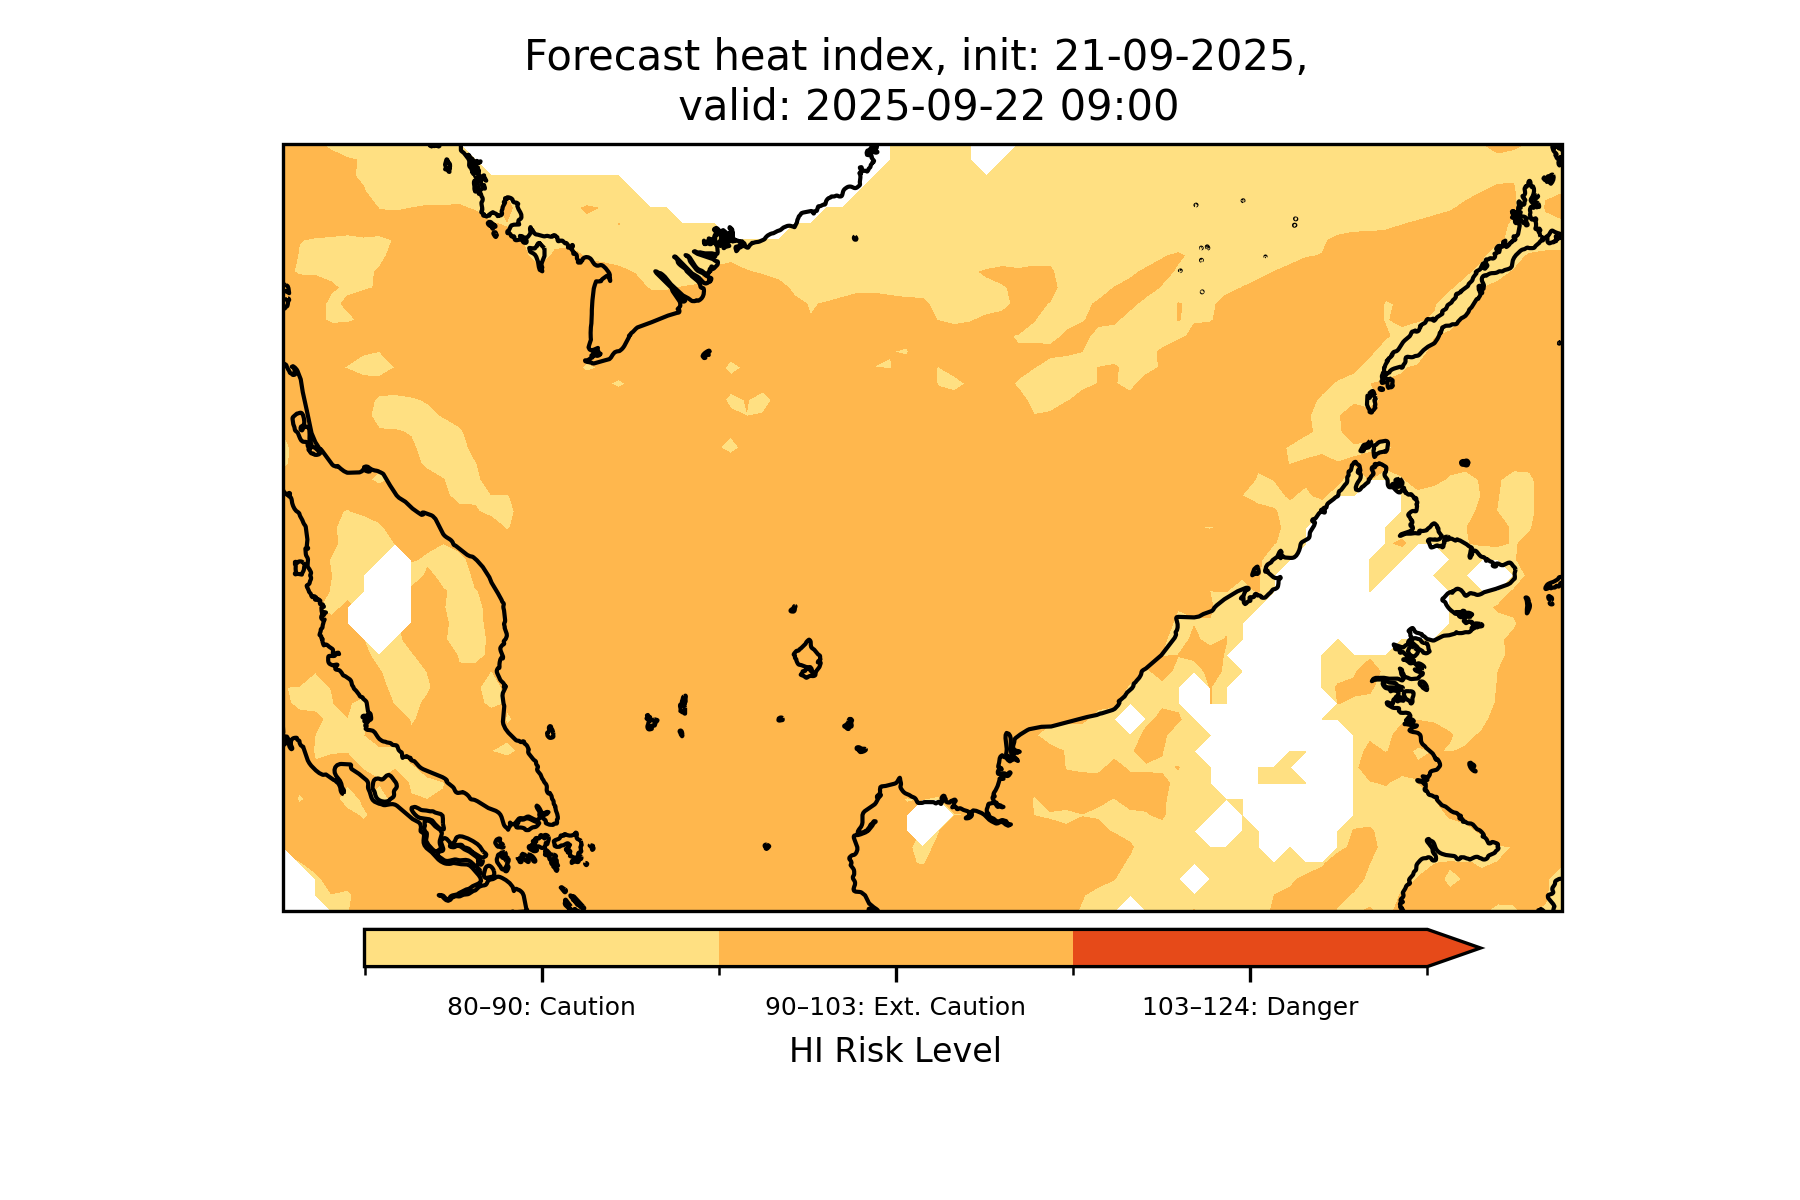 Forecast heat index, init: 21-09-2025,
valid: 2025-09-22 09:00
80–90: Caution
90–103: Ext. Caution
103–124: Danger
HI Risk Level